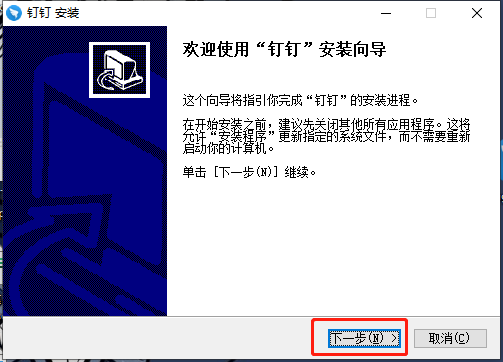 钉钉 安装
欢迎使用“钉钉”安装向导
这个向导将指引你完成“钉钉”的安装进程。
在开始安装之前，建议先关闭其他所有应用程序。这将
允许“安装程序”更新指定的系统文件，而不需要重新
启动你的计算机。
单击 [下一步(N)] 继续。
下一步(N) >
取消(C)